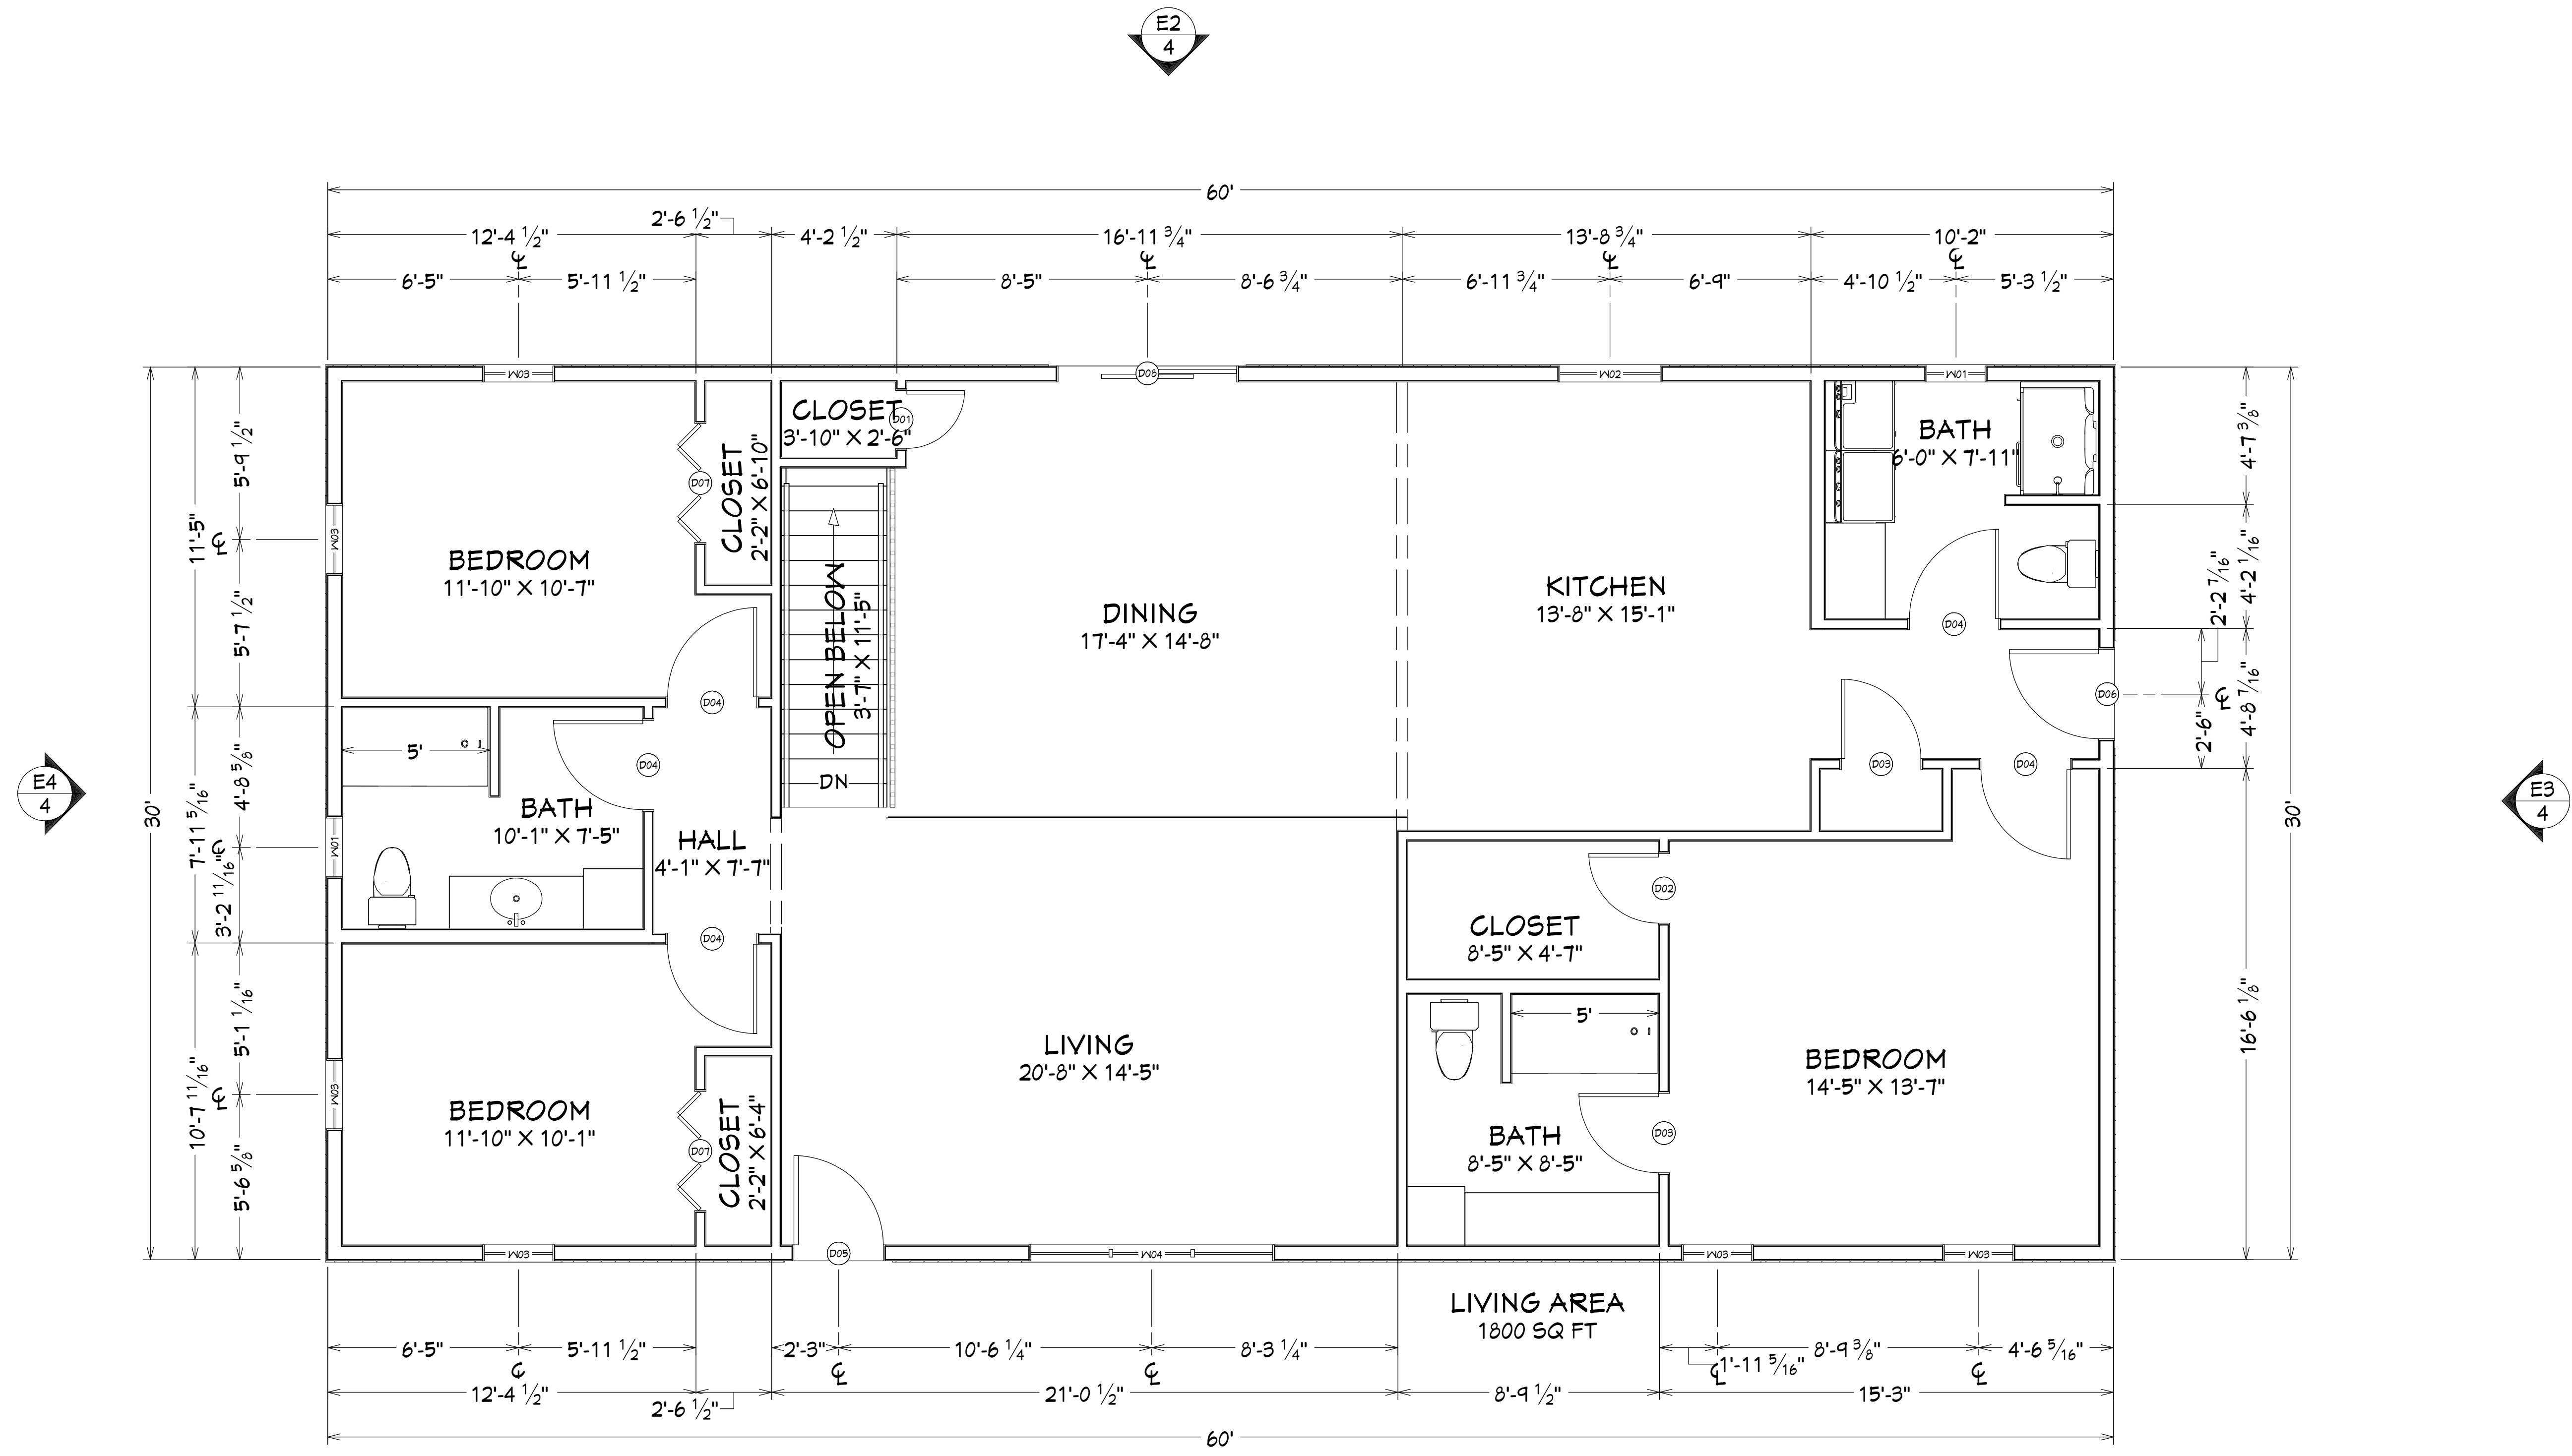 E2
4
60'
2'-6 1/2"
12'-4 1/2"
4'-2 1/2"
16'-11 3/4"
13'-8 3/4"
10'-2"
℄
℄
℄
℄
6'-5"
5'-11 1/2"
8'-5"
8'-6 3/4"
6'-11 3/4"
6'-9"
4'-10 1/2"
5'-3 1/2"
W03
D08
W02
W01
CLOSET
3'-10" X 2'-6"
D01
BATH
6'-0" X 7'-11"
CLOSET
2'-2" X 6'-10"
D07
W03
BEDROOM
11'-10" X 10'-7"
OPEN BELOW
3'-7" X 11'-5"
DN
DINING
17'-4" X 14'-8"
KITCHEN
13'-8" X 15'-1"
D04
D04
D06
D04
D03
D04
5'
BATH
10'-1" X 7'-5"
HALL
4'-1" X 7'-7"
W01
D04
D02
CLOSET
8'-5" X 4'-7"
5'
LIVING
20'-8" X 14'-5"
BEDROOM
14'-5" X 13'-7"
W03
BEDROOM
11'-10" X 10'-1"
CLOSET
2'-2" X 6'-4"
D07
BATH
8'-5" X 8'-5"
D03
W03
D05
W04
W03
W03
30'
11'-5"
7'-11 5/16"
10'-7 11/16"
5'-9 1/2"
℄
5'-7 1/2"
4'-8 5/8"
℄
3'-2 11/16"
5'-1 1/16"
℄
5'-6 5/8"
E4
4
4'-7 3/8"
4'-2 1/16"
2'-2 7/16"
℄
2'-6"
4'-8 7/16"
16'-6 1/8"
30'
E3
4
LIVING AREA
1800 SQ FT
6'-5"
5'-11 1/2"
2'-3"
10'-6 1/4"
8'-3 1/4"
1'-11 5/16"
8'-9 3/8"
4'-6 5/16"
℄
℄
℄
℄
℄
12'-4 1/2"
2'-6 1/2"
21'-0 1/2"
8'-9 1/2"
15'-3"
60'